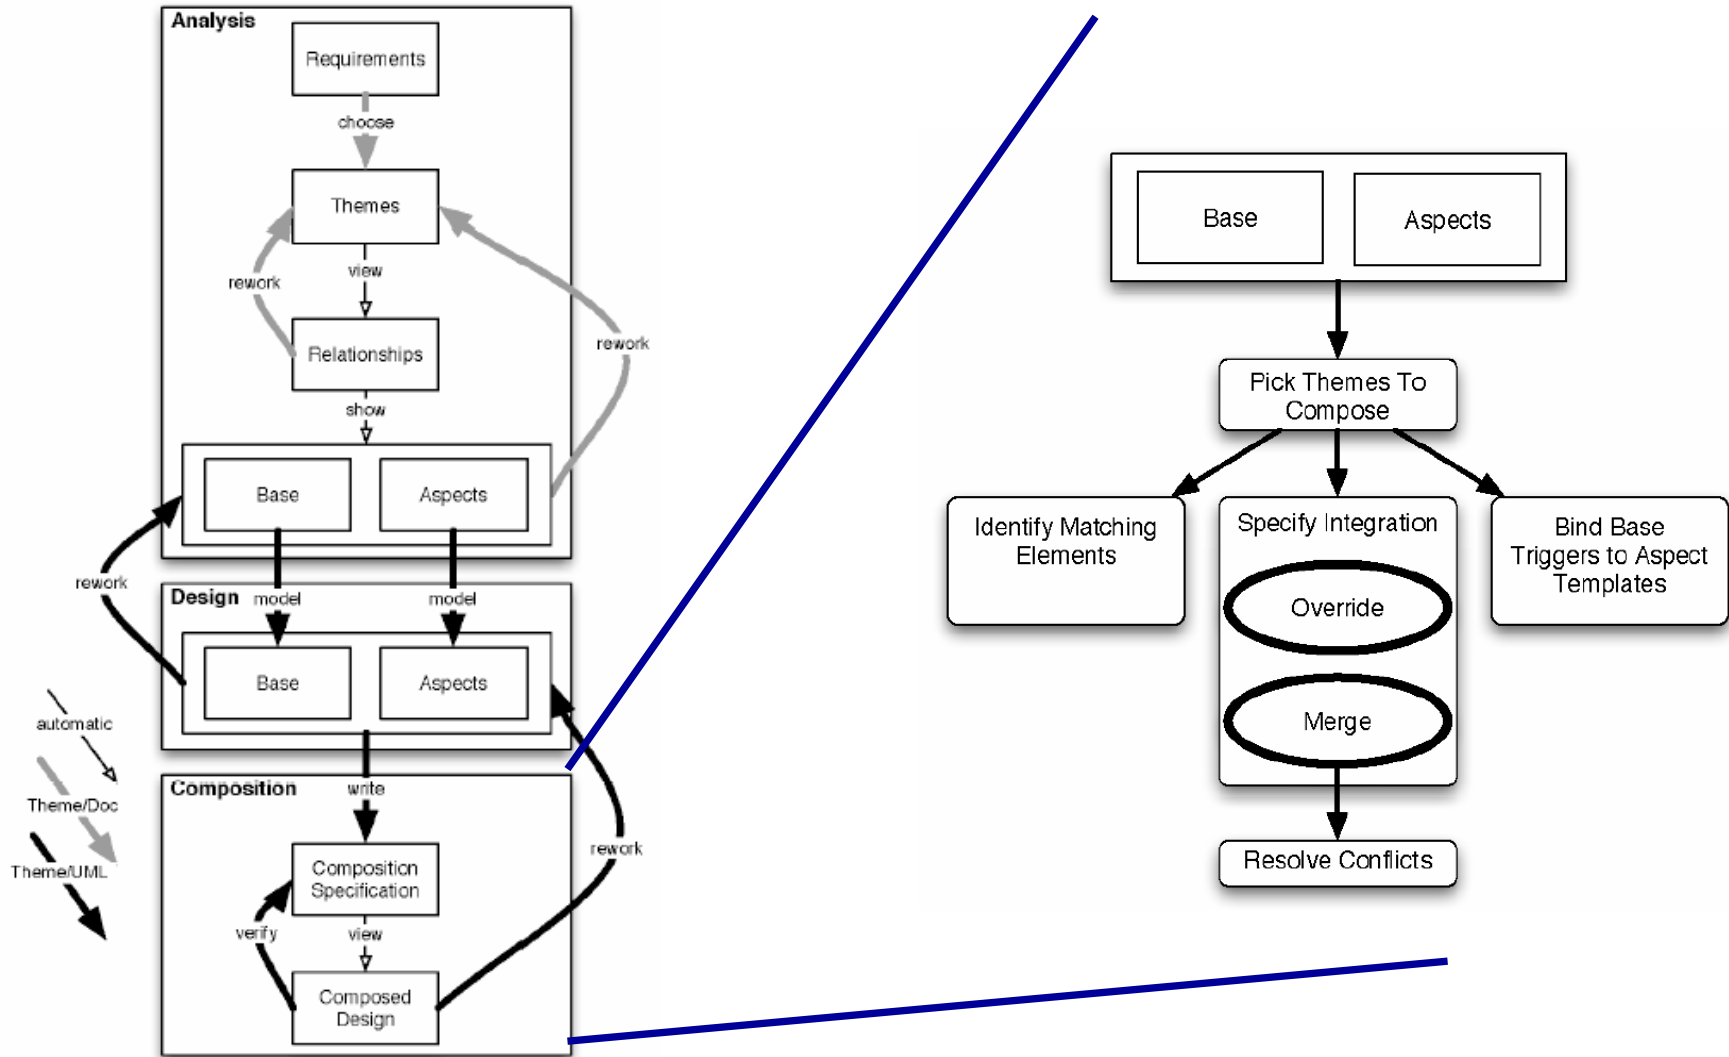 Analysis
Requirements
choose
Themes
view
rework
Relationships
rework
show
Base
Aspects
rework
Design
model
model
Base
Aspects
automatic
Theme/Doc
Theme/UML
Composition
write
Composition
Specification
rework
verify
view
Composed
Design
Base
Aspects
Pick Themes To
Compose
Identify Matching
Elements
Specify Integration
Override
Merge
Bind Base
Triggers to Aspect
Templates
Resolve Conflicts